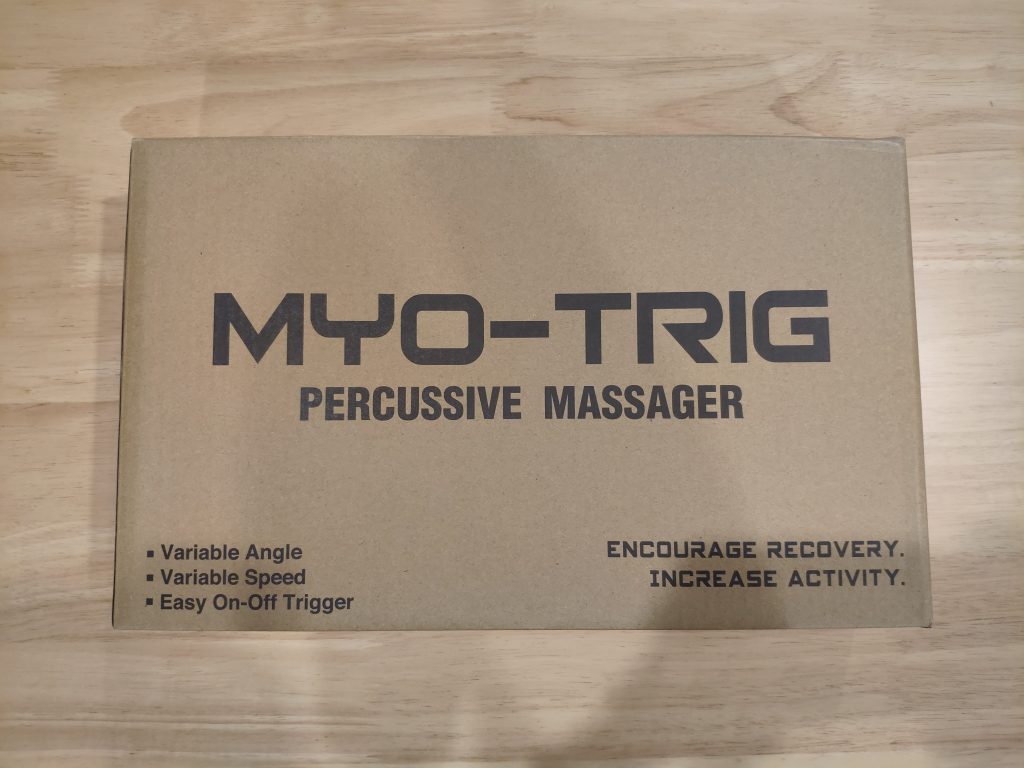 MYO-TRIG
PERCUSSIVE MASSAGER
▪ Variable Angle
▪ Variable Speed
▪ Easy On-Off Trigger
ENCOURAGE RECOVERY.
INCREASE ACTIVITY.